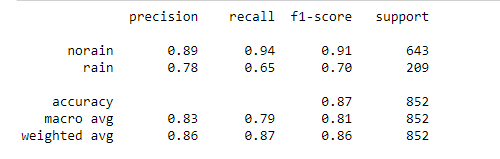 precision recall f1-score support
norain 0.89 0.94 0.91 643
rain 0.78 0.65 0.70 209
accuracy 0.87 852
macro avg 0.83 0.79 0.81 852
weighted avg 0.86 0.87 0.86 852